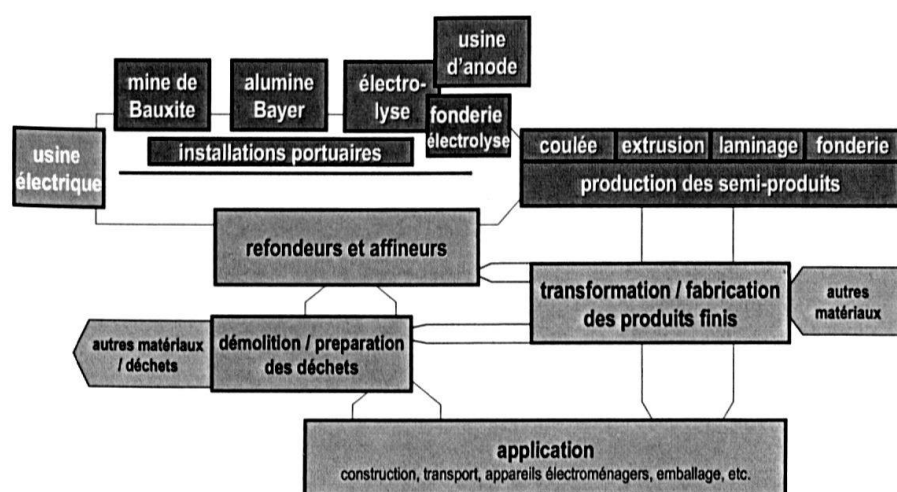 usine
d'anode
mine de
Bauxite
alumine
Bayer
électro-
lyse
fonderie
électrolyse
usine
électrique
installations portuaires
coulée
extrusion
laminage
fonderie
production des semi-produits
refondeurs et affineurs
transformation / fabrication
des produits finis
autres
matériaux
autres matériaux
/ déchets
démolition / preparation
des déchets
application
construction, transport, appareils électroménagers, emballage, etc.